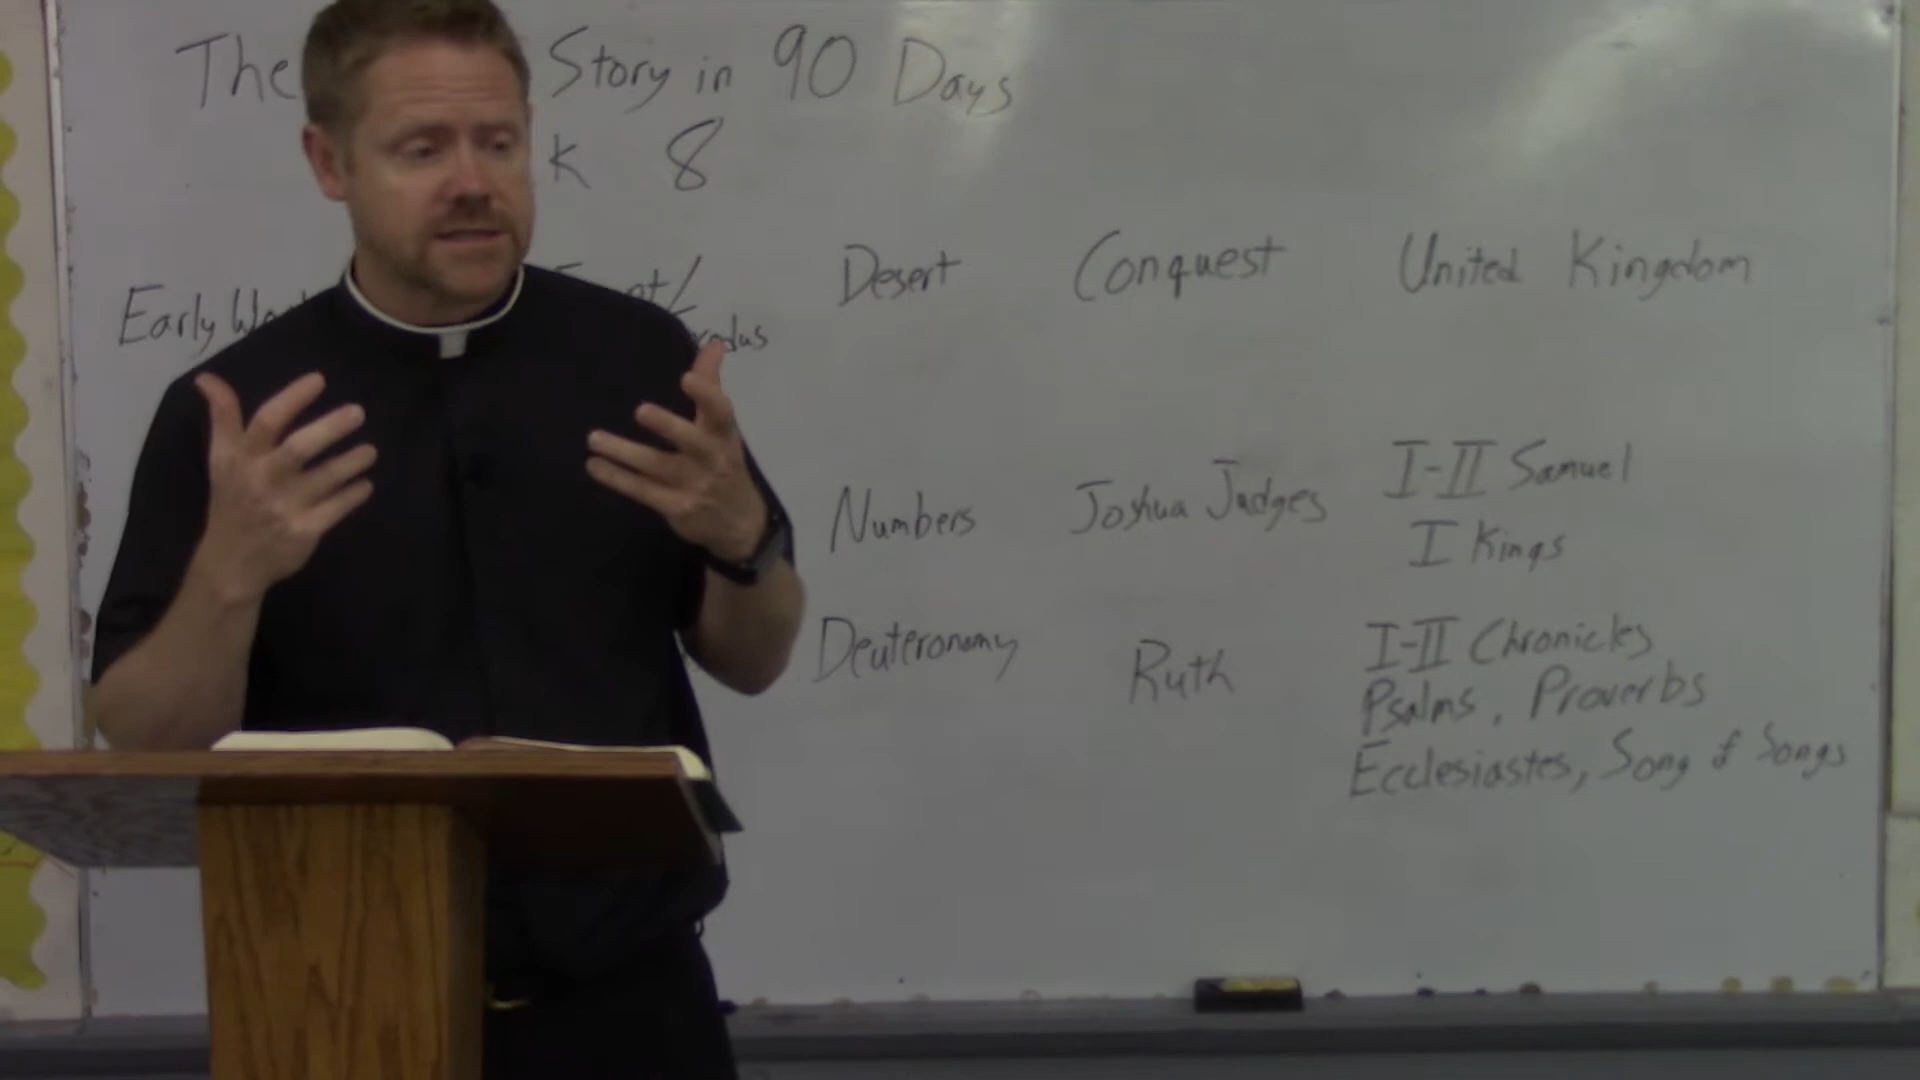 The Story in 90 Days
K 8
Early Desert Conquest United Kingdom
Numbers Joshua Judges I-II Samuel
I Kings
Deuteronomy Ruth I-II Chronicles
Psalms, Proverbs
Ecclesiastes, Song of Songs